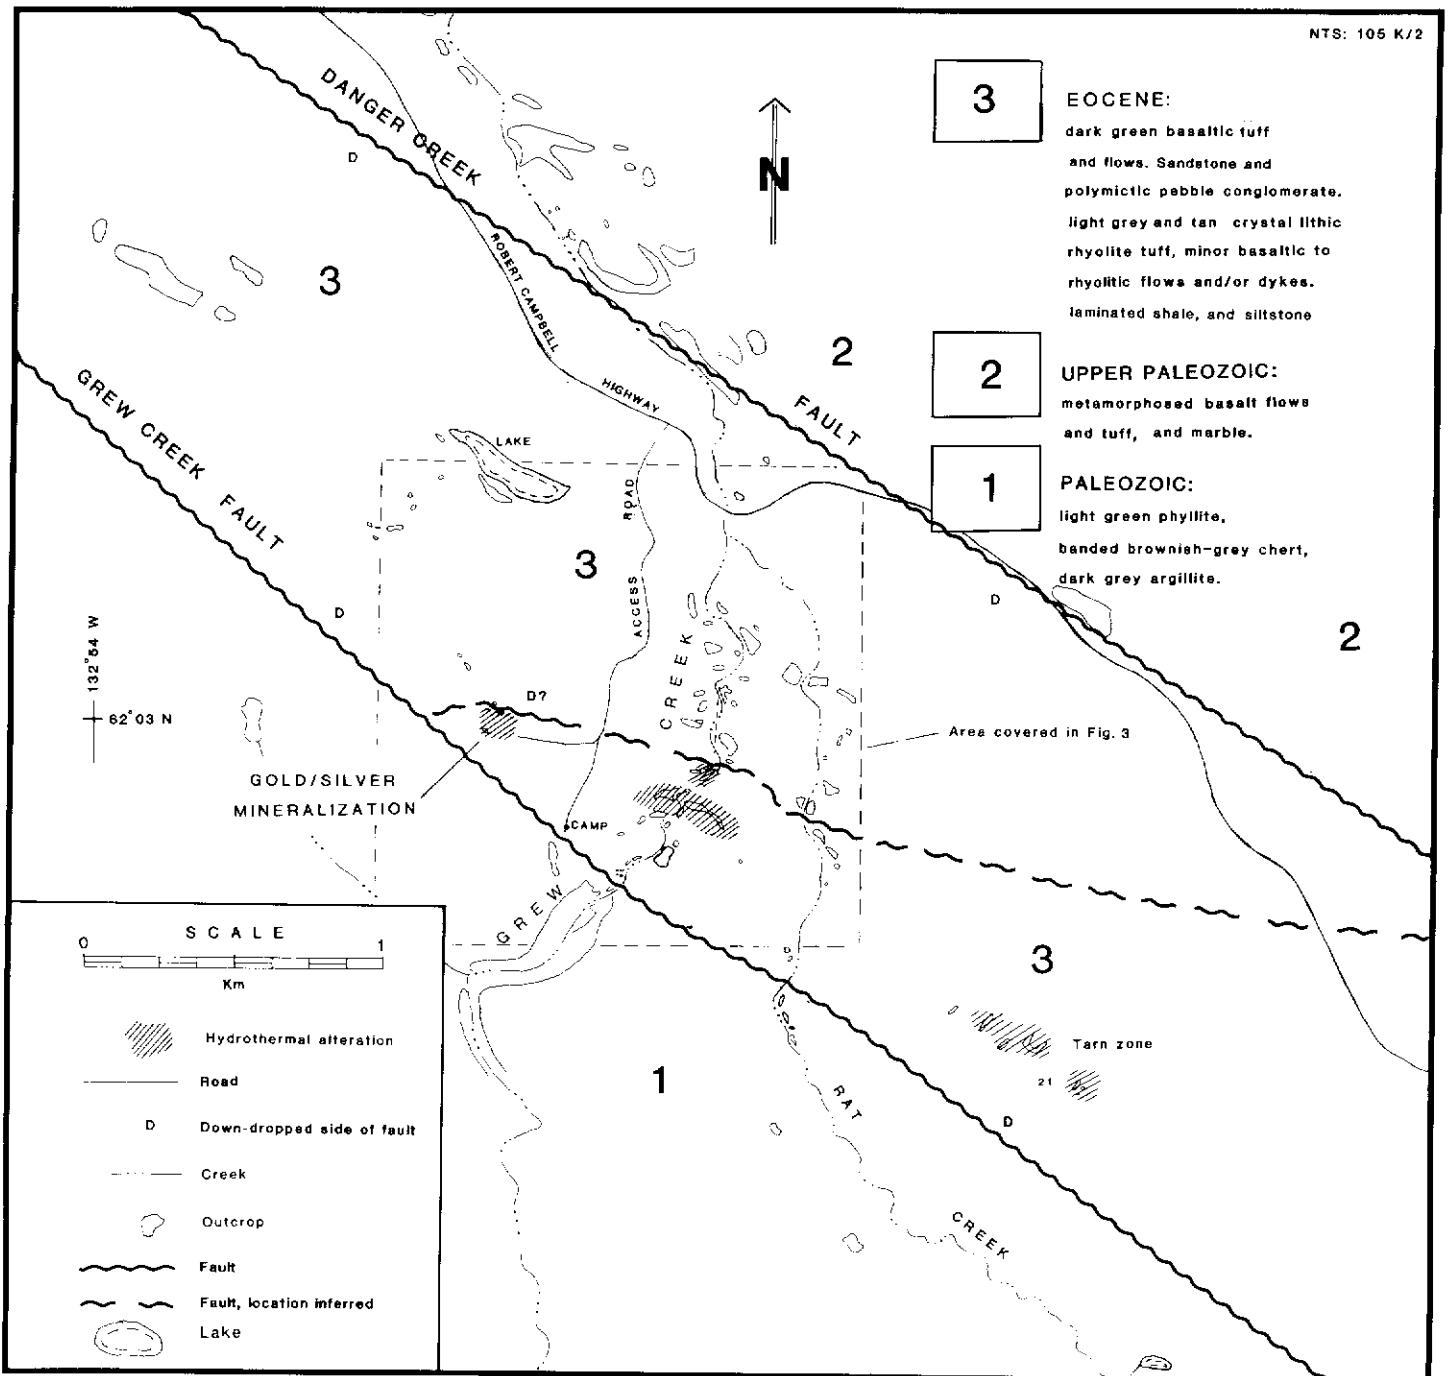 NTS: 105 K/2
3
EOCENE:
dark green basaltic tuff
and flows. Sandstone and
polymictic pebble conglomerate.
light grey and tan crystal lithic
rhyolite tuff, minor basaltic to
rhyolitic flows and/or dykes.
laminated shale, and siltstone
2
UPPER PALEOZOIC:
metamorphosed basalt flows
and tuff, and marble.
1
PALEOZOIC:
light green phyllite,
banded brownish-grey chert,
dark grey argillite.
N
DANGER CREEK
FAULT
D
ROBERT CAMPBELL
HIGHWAY
3
2
GREW CREEK FAULT
LAKE
ACCESS ROAD
3
D
D
2
132°54 W
62°03 N
D?
CREEK
Area covered in Fig. 3
GOLD/SILVER
MINERALIZATION
CAMP
GREW
3
Tarn zone
21
1
D
RAT
CREEK
SCALE
0 1
Km
Hydrothermal alteration
Road
D Down-dropped side of fault
Creek
Outcrop
Fault
Fault, location inferred
Lake